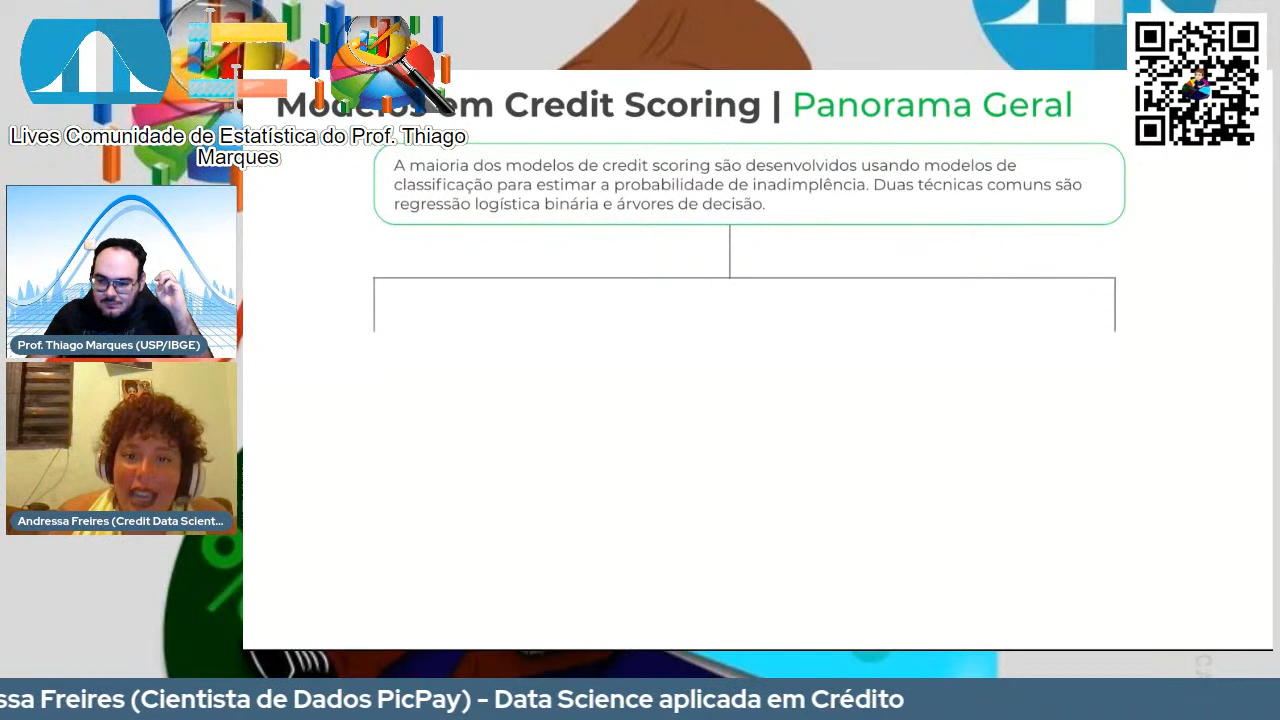 Lives Comunidade de Estatística do Prof. Thiago
Marques
Modelos em Credit Scoring | Panorama Geral
A maioria dos modelos de credit scoring são desenvolvidos usando modelos de
classificação para estimar a probabilidade de inadimplência. Duas técnicas comuns são
regressão logística binária e árvores de decisão.
Prof. Thiago Marques (USP/IBGE)
Andressa Freires (Credit Data Scient...
%
ssa Freires (Cientista de Dados PicPay) - Data Science aplicada em Crédito